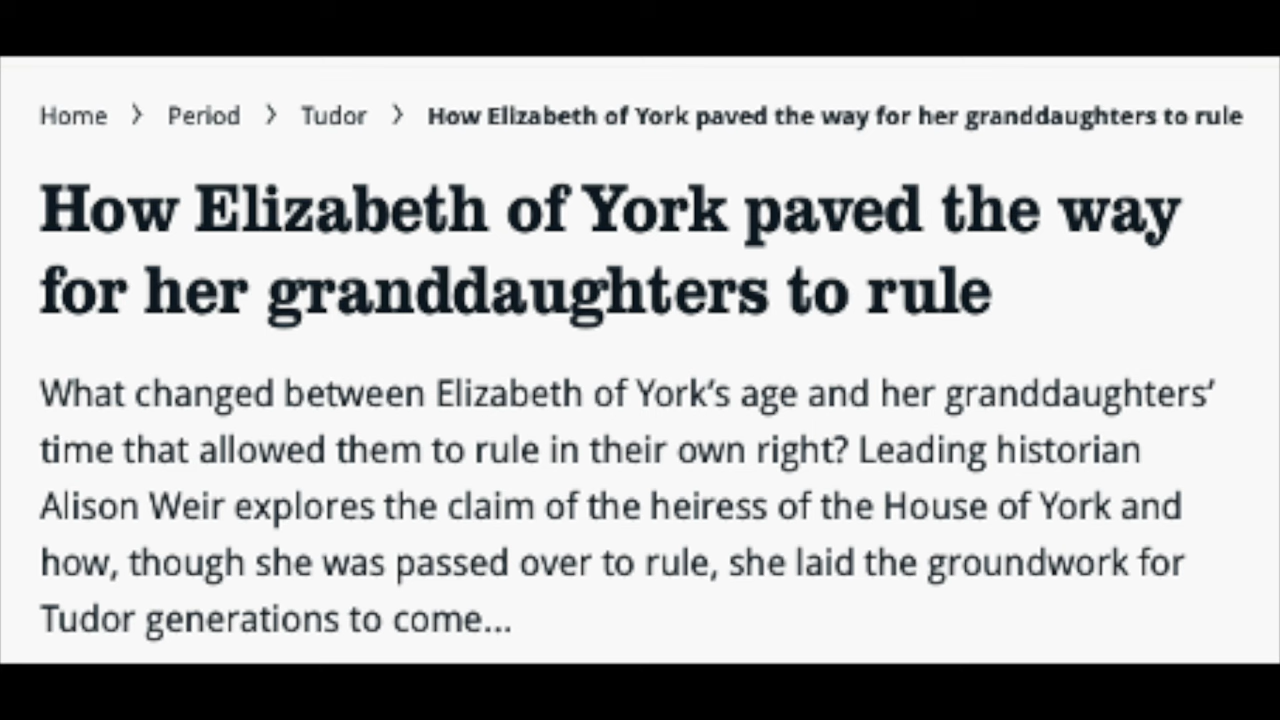 Home > Period > Tudor > How Elizabeth of York paved the way for her granddaughters to rule
How Elizabeth of York paved the way
for her granddaughters to rule
What changed between Elizabeth of York’s age and her granddaughters’
time that allowed them to rule in their own right? Leading historian
Alison Weir explores the claim of the heiress of the House of York and
how, though she was passed over to rule, she laid the groundwork for
Tudor generations to come...